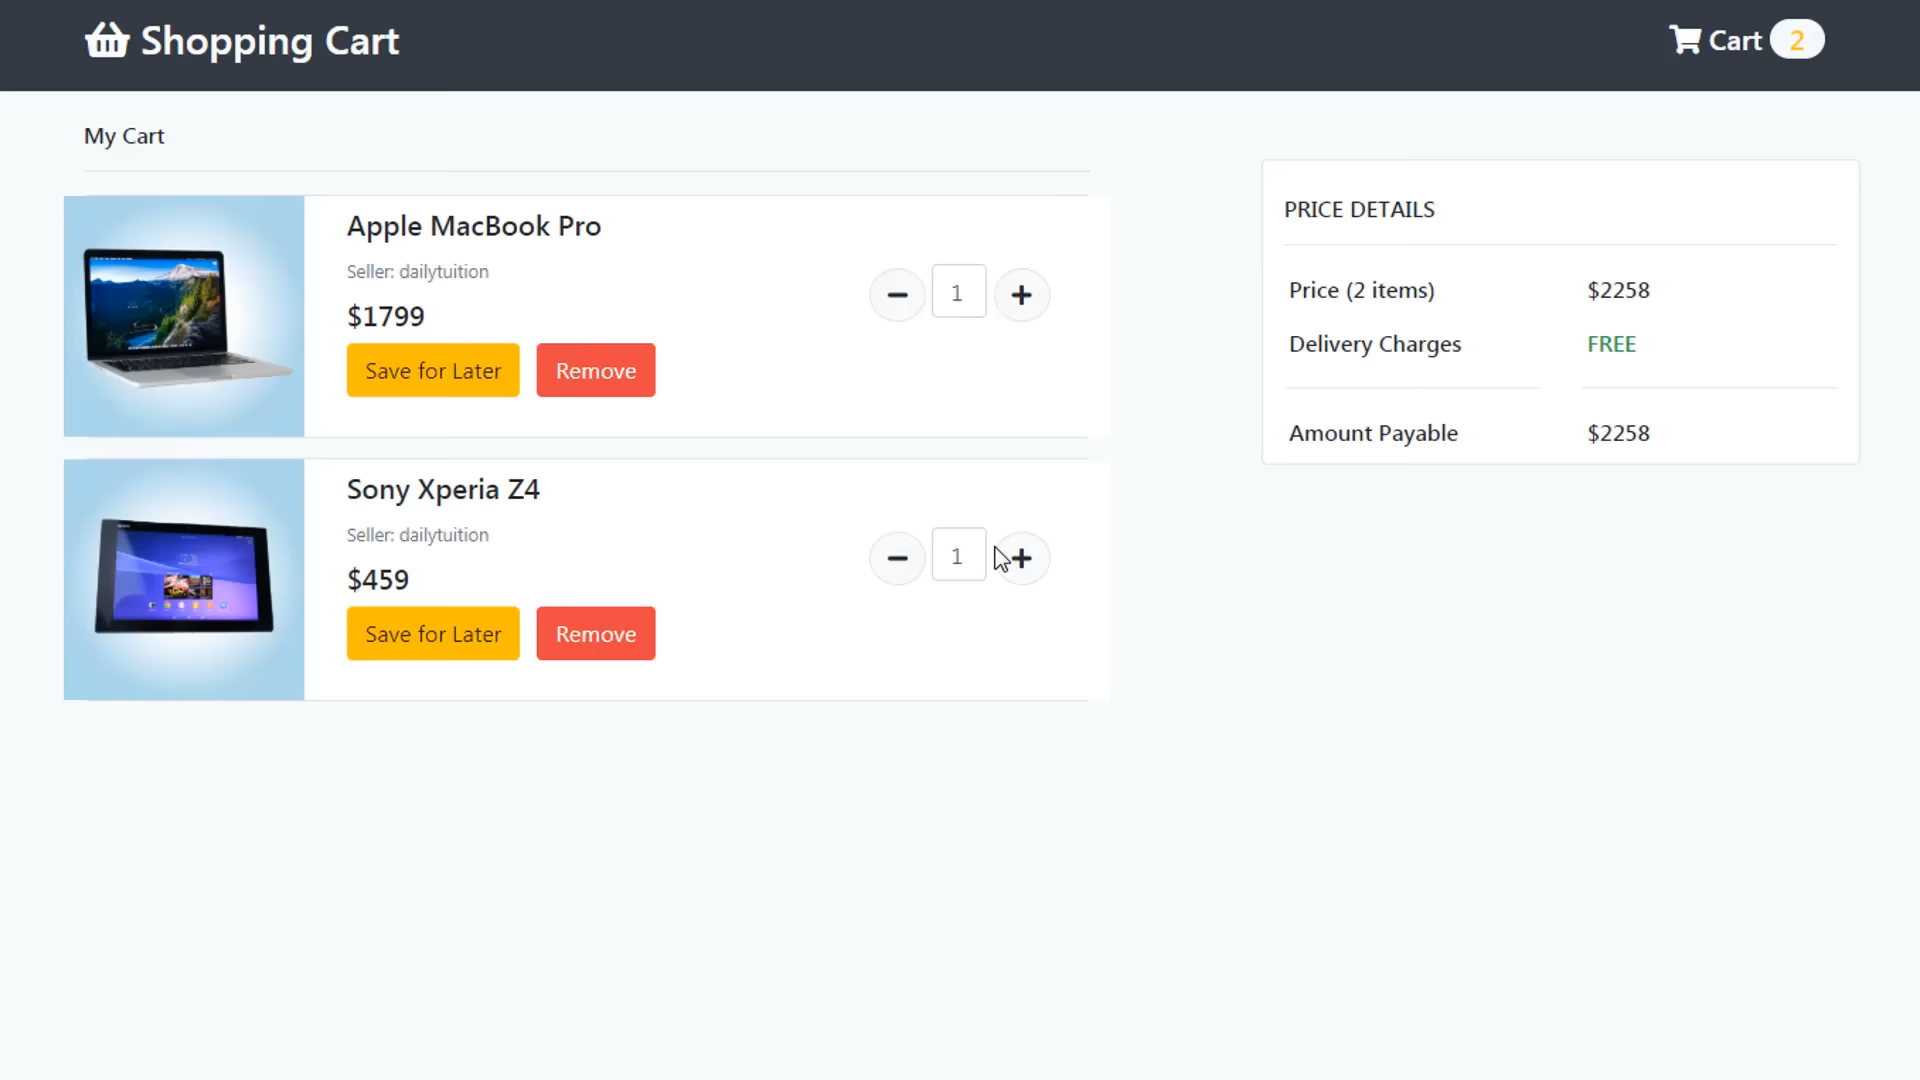 Shopping Cart
Cart 2
My Cart
Apple MacBook Pro
Seller: dailytuition
$1799
Save for Later
Remove
1
Sony Xperia Z4
Seller: dailytuition
$459
Save for Later
Remove
1
PRICE DETAILS
Price (2 items) $2258
Delivery Charges FREE
Amount Payable $2258